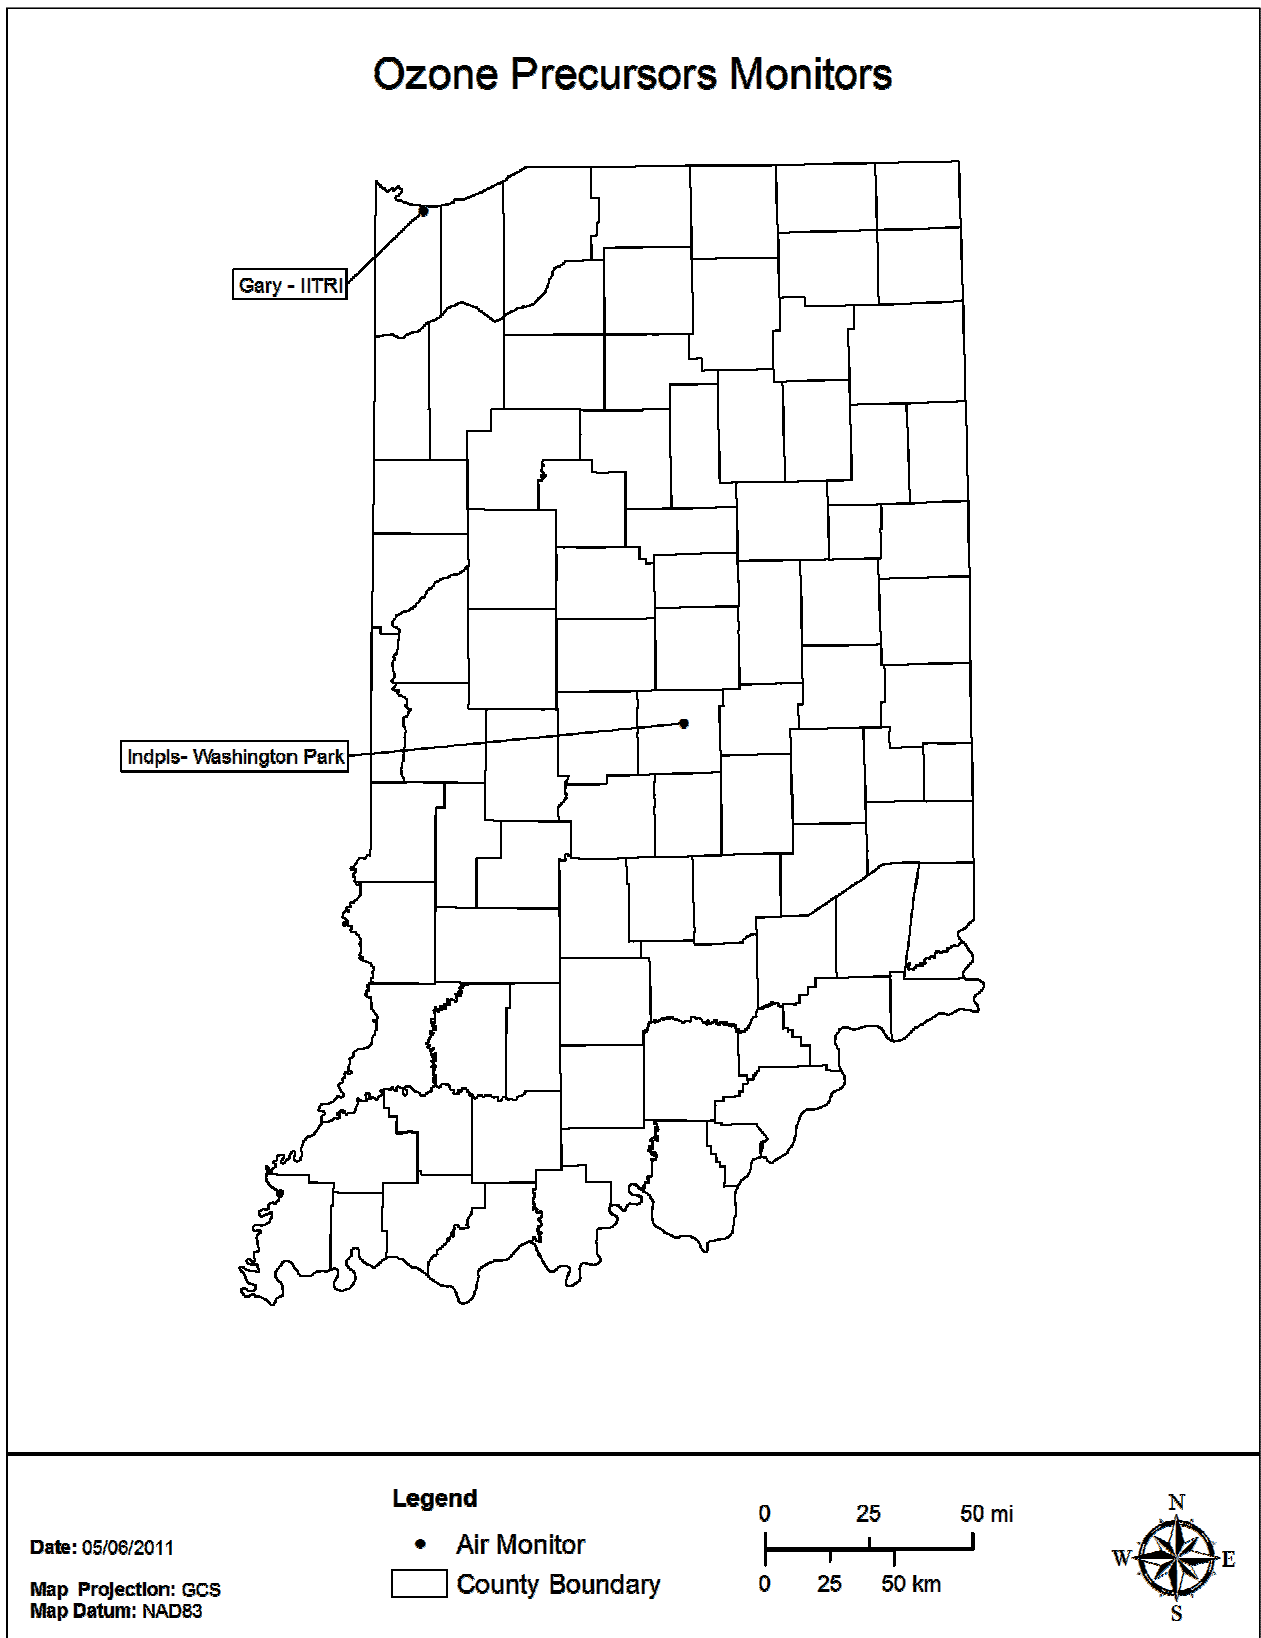 Ozone Precursors Monitors
Gary - IITRI
Indpls- Washington Park
Legend
Air Monitor
County Boundary
Date: 05/06/2011
Map Projection: GCS
Map Datum: NAD83
0 25 50 mi
0 25 50 km
N
W E
S